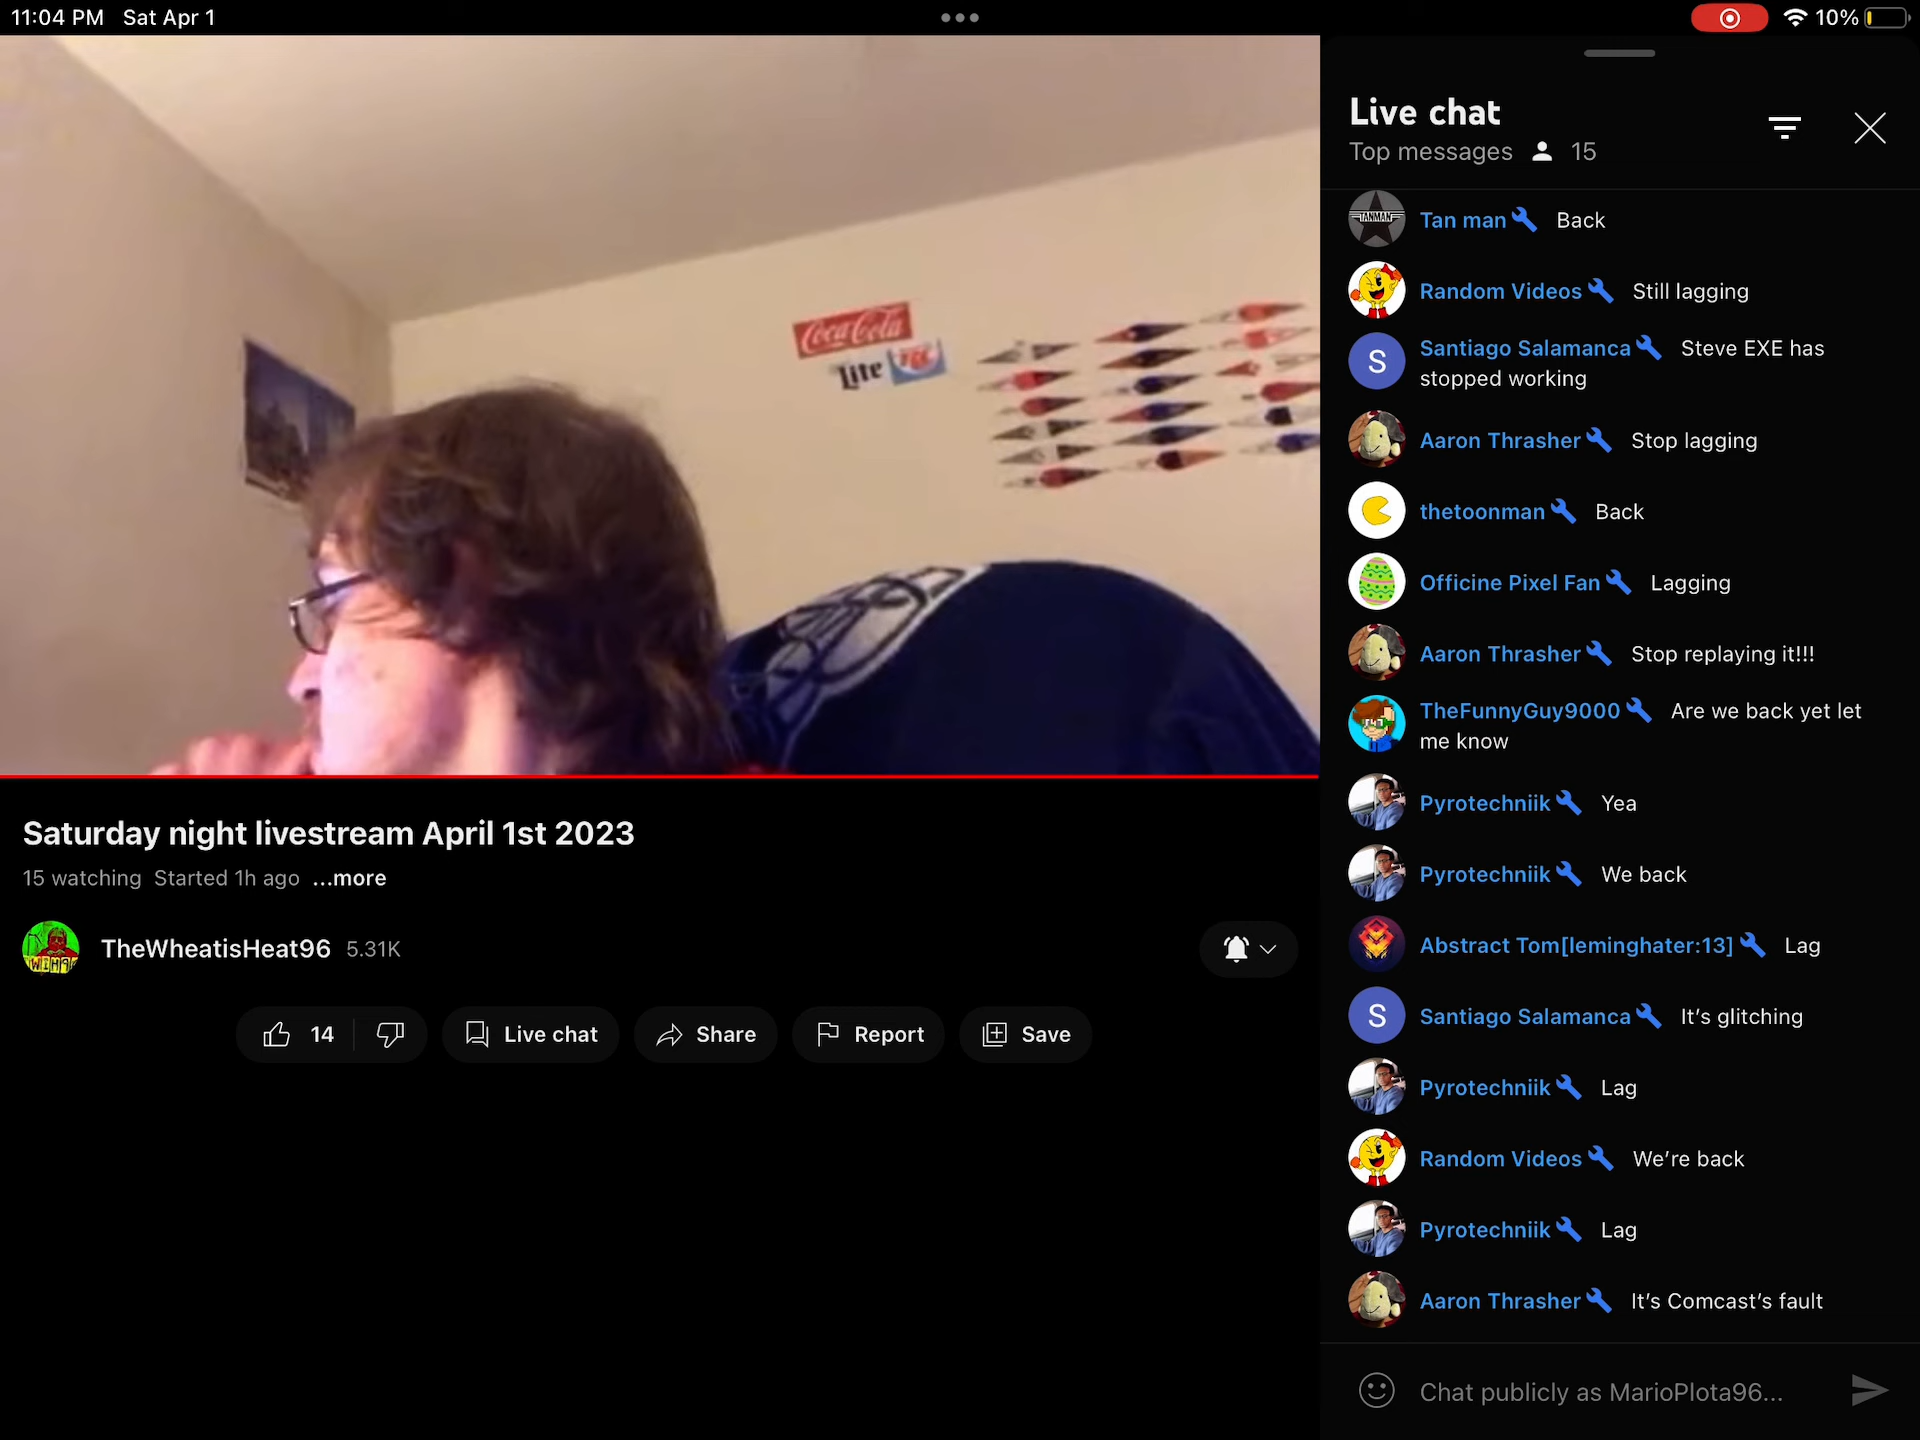 11:04 PM Sat Apr 1
10%
Coca-Cola
Lite
Live chat
Top messages 15
TANMAN
Tan man Back
Random Videos Still lagging
S
Santiago Salamanca Steve EXE has
stopped working
Aaron Thrasher Stop lagging
thetoonman Back
Officine Pixel Fan Lagging
Aaron Thrasher Stop replaying it!!!
TheFunnyGuy9000 Are we back yet let
me know
Pyrotechniik Yea
Pyrotechniik We back
Abstract Tom[leminghater:13] Lag
S
Santiago Salamanca It’s glitching
Pyrotechniik Lag
Random Videos We’re back
Pyrotechniik Lag
Aaron Thrasher It’s Comcast’s fault
Chat publicly as MarioPlota96...
Saturday night livestream April 1st 2023
15 watching Started 1h ago ...more
TheWheatisHeat96 5.31K
14
Live chat
Share
Report
Save